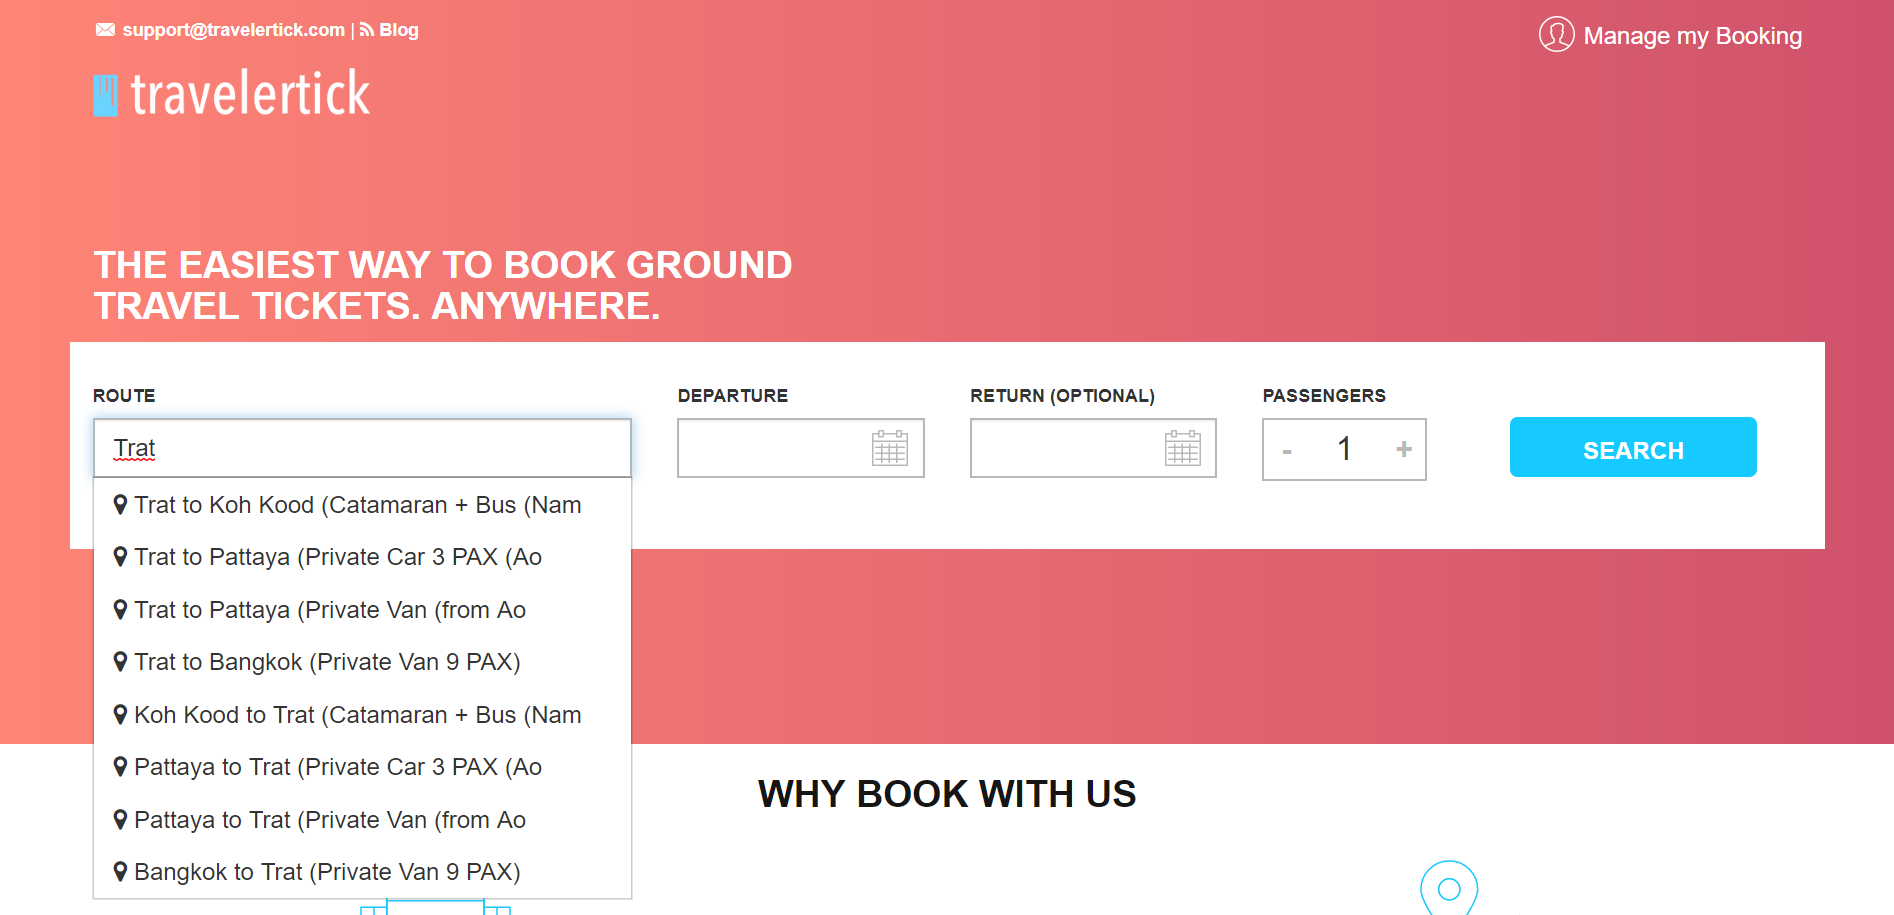 support@travelertick.com | Blog
Manage my Booking
travelertick
THE EASIEST WAY TO BOOK GROUND
TRAVEL TICKETS. ANYWHERE.
ROUTE
DEPARTURE
RETURN (OPTIONAL)
PASSENGERS
Trat
- 1 +
SEARCH
Trat to Koh Kood (Catamaran + Bus (Nam
Trat to Pattaya (Private Car 3 PAX (Ao
Trat to Pattaya (Private Van (from Ao
Trat to Bangkok (Private Van 9 PAX)
Koh Kood to Trat (Catamaran + Bus (Nam
Pattaya to Trat (Private Car 3 PAX (Ao
Pattaya to Trat (Private Van (from Ao
Bangkok to Trat (Private Van 9 PAX)
WHY BOOK WITH US